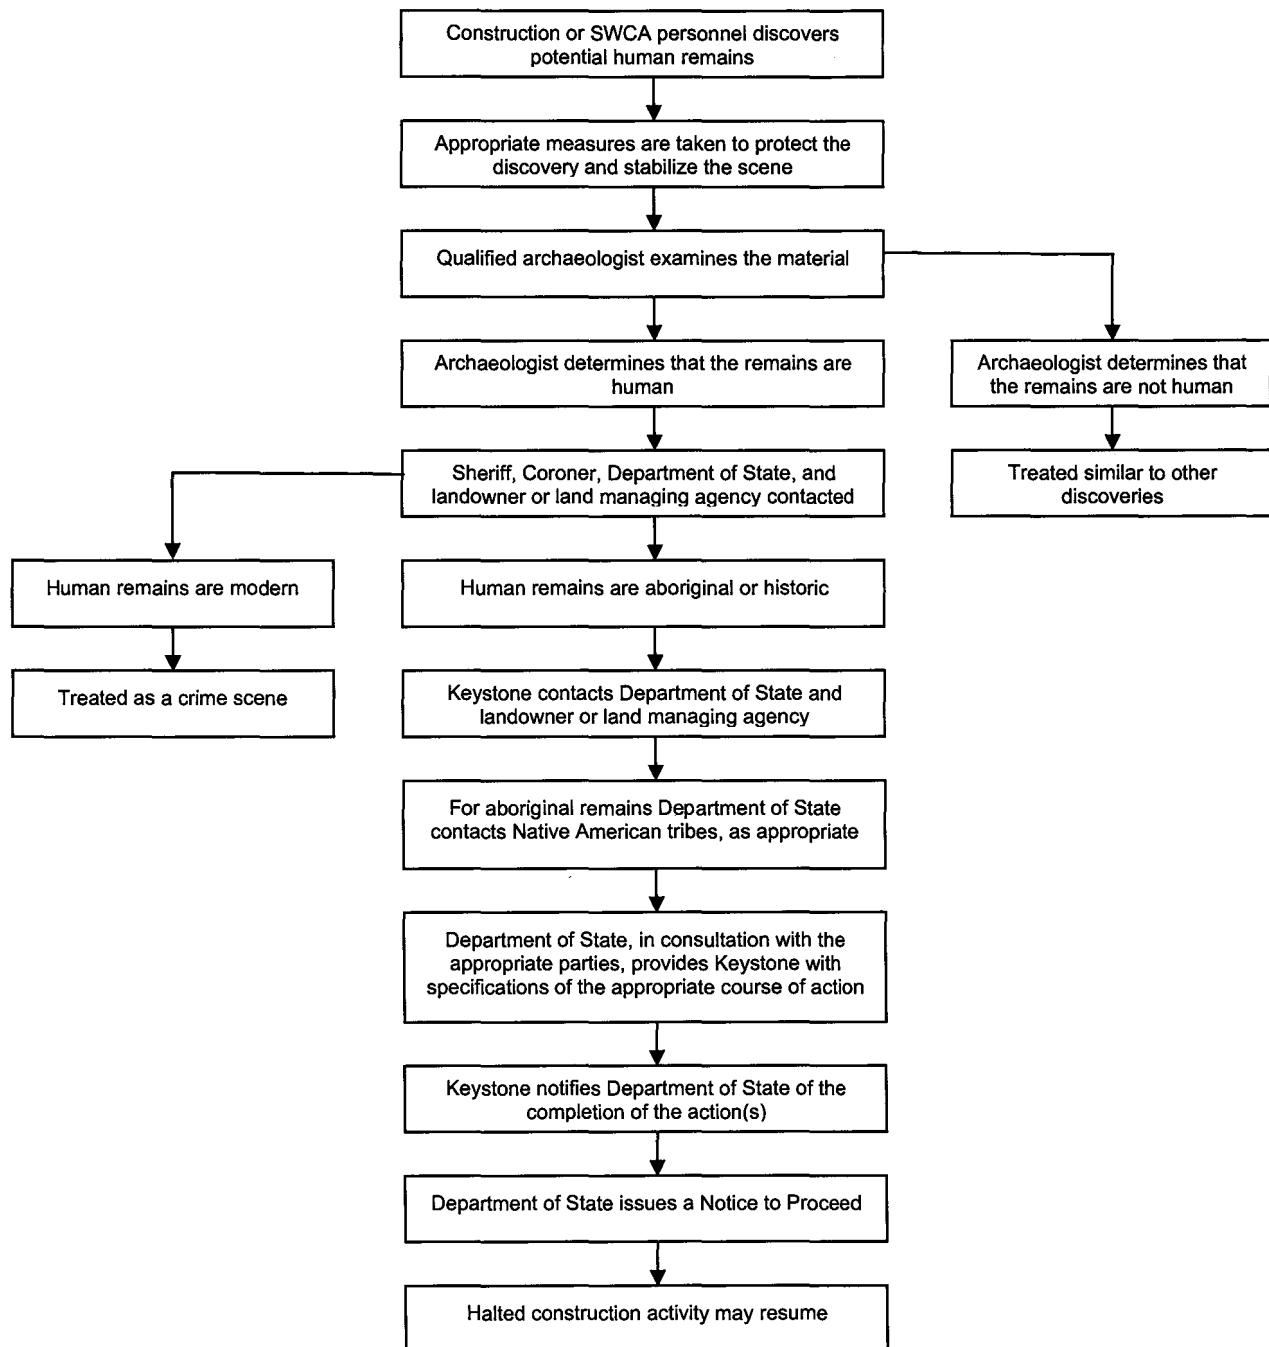 Construction or SWCA personnel discovers
potential human remains
Appropriate measures are taken to protect the
discovery and stabilize the scene
Qualified archaeologist examines the material
Archaeologist determines that the remains are
human
Archaeologist determines that
the remains are not human
Sheriff, Coroner, Department of State, and
landowner or land managing agency contacted
Treated similar to other
discoveries
Human remains are modern
Human remains are aboriginal or historic
Treated as a crime scene
Keystone contacts Department of State and
landowner or land managing agency
For aboriginal remains Department of State
contacts Native American tribes, as appropriate
Department of State, in consultation with the
appropriate parties, provides Keystone with
specifications of the appropriate course of action
Keystone notifies Department of State of the
completion of the action(s)
Department of State issues a Notice to Proceed
Halted construction activity may resume